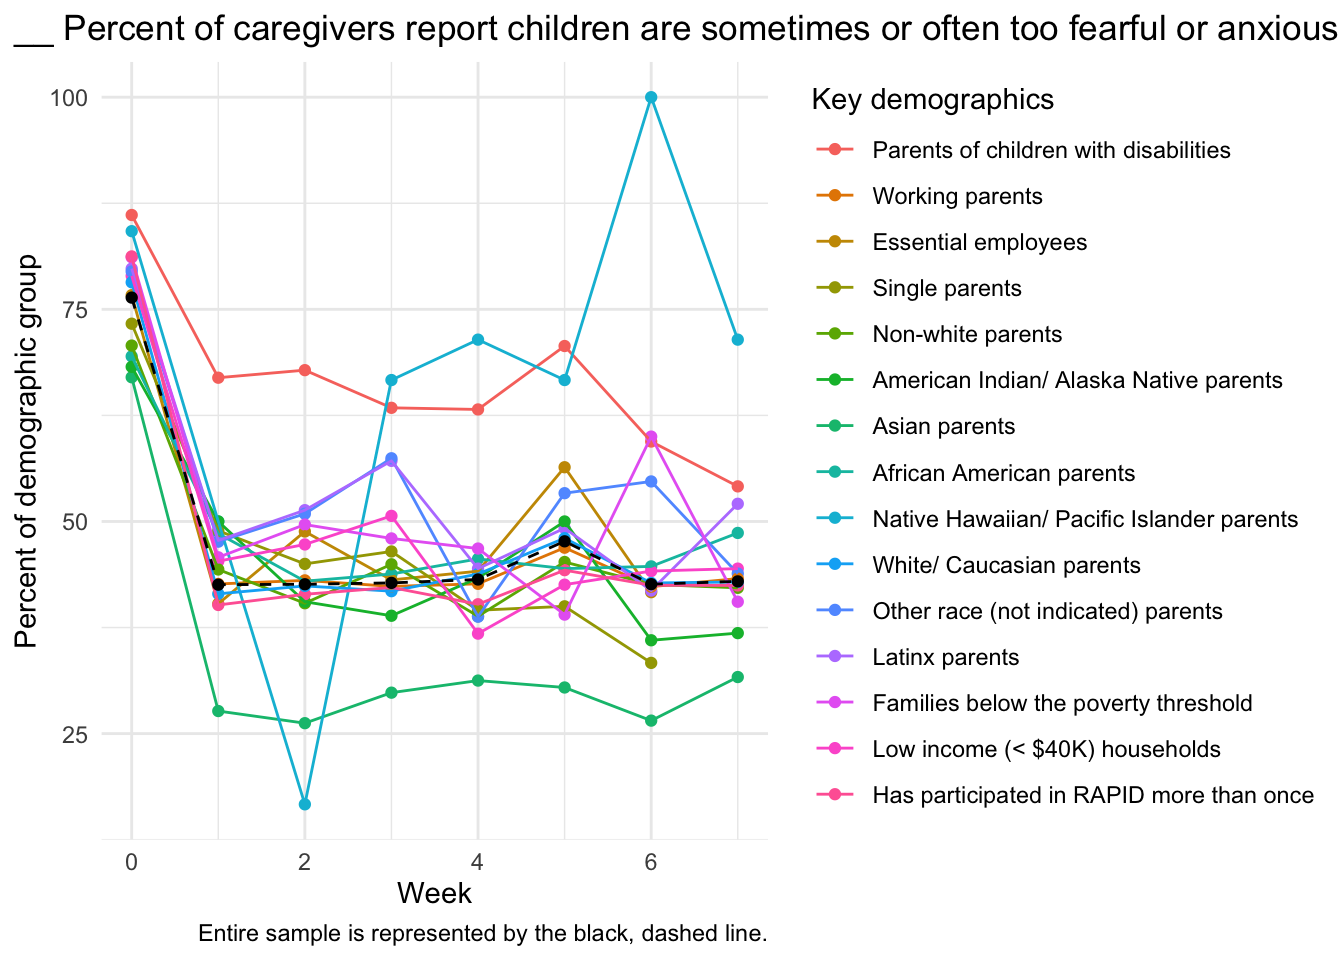 __ Percent of caregivers report children are sometimes or often too fearful or anxious
Percent of demographic group
100
75
50
25
0
2
4
6
Week
Key demographics
Parents of children with disabilities
Working parents
Essential employees
Single parents
Non-white parents
American Indian/ Alaska Native parents
Asian parents
African American parents
Native Hawaiian/ Pacific Islander parents
White/ Caucasian parents
Other race (not indicated) parents
Latinx parents
Families below the poverty threshold
Low income (< $40K) households
Has participated in RAPID more than once
Entire sample is represented by the black, dashed line.